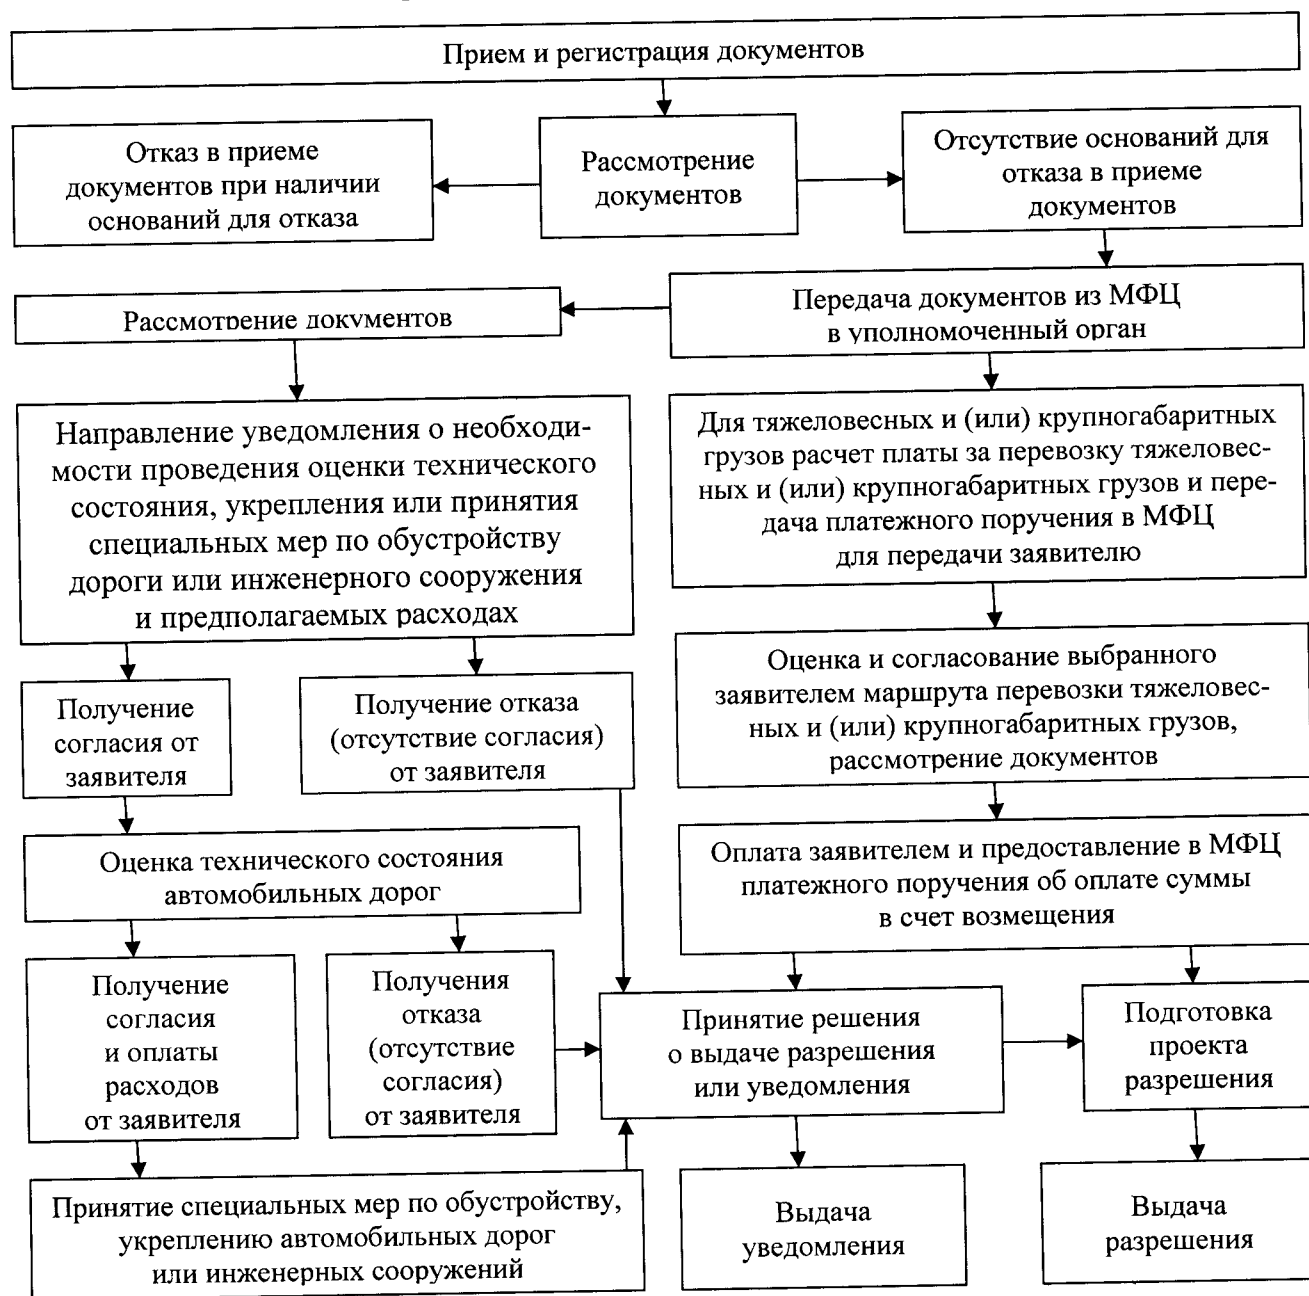 Прием и регистрация документов
Отказ в приеме
документов при наличии
оснований для отказа
Рассмотрение
документов
Отсутствие оснований для
отказа в приеме
документов
Рассмотрение документов
Передача документов из МФЦ
в уполномоченный орган
Направление уведомления о необходи-
мости проведения оценки технического
состояния, укрепления или принятия
специальных мер по обустройству
дороги или инженерного сооружения
и предполагаемых расходах
Для тяжеловесных и (или) крупногабаритных
грузов расчет платы за перевозку тяжеловес-
ных и (или) крупногабаритных грузов и пере-
дача платежного поручения в МФЦ
для передачи заявителю
Получение
согласия от
заявителя
Получение отказа
(отсутствие согласия)
от заявителя
Оценка и согласование выбранного
заявителем маршрута перевозки тяжеловес-
ных и (или) крупногабаритных грузов,
рассмотрение документов
Оценка технического состояния
автомобильных дорог
Оплата заявителем и предоставление в МФЦ
платежного поручения об оплате суммы
в счет возмещения
Получение
согласия
и оплаты
расходов
от заявителя
Получения
отказа
(отсутствие
согласия)
от заявителя
Принятие решения
о выдаче разрешения
или уведомления
Подготовка
проекта
разрешения
Принятие специальных мер по обустройству,
укреплению автомобильных дорог
или инженерных сооружений
Выдача
уведомления
Выдача
разрешения